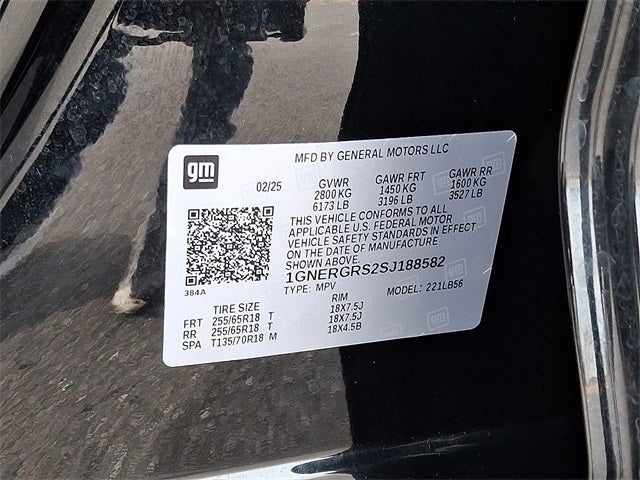 gm
MFD BY GENERAL MOTORS LLC
02/25 GVWR GAWR FRT GAWR RR
2800 KG 1450 KG 1600 KG
6173 LB 3196 LB 3527 LB
THIS VEHICLE CONFORMS TO ALL
APPLICABLE U.S. FEDERAL MOTOR
VEHICLE SAFETY STANDARDS IN EFFECT
ON THE DATE OF MANUFACTURE
SHOWN ABOVE.
1GNERGRS2SJ188582
384A
TYPE: MPV MODEL: 221LB56
TIRE SIZE RIM
FRT 255/65R18 T 18X7.5J
RR 255/65R18 T 18X7.5J
SPA T135/70R18 M 18X4.5B